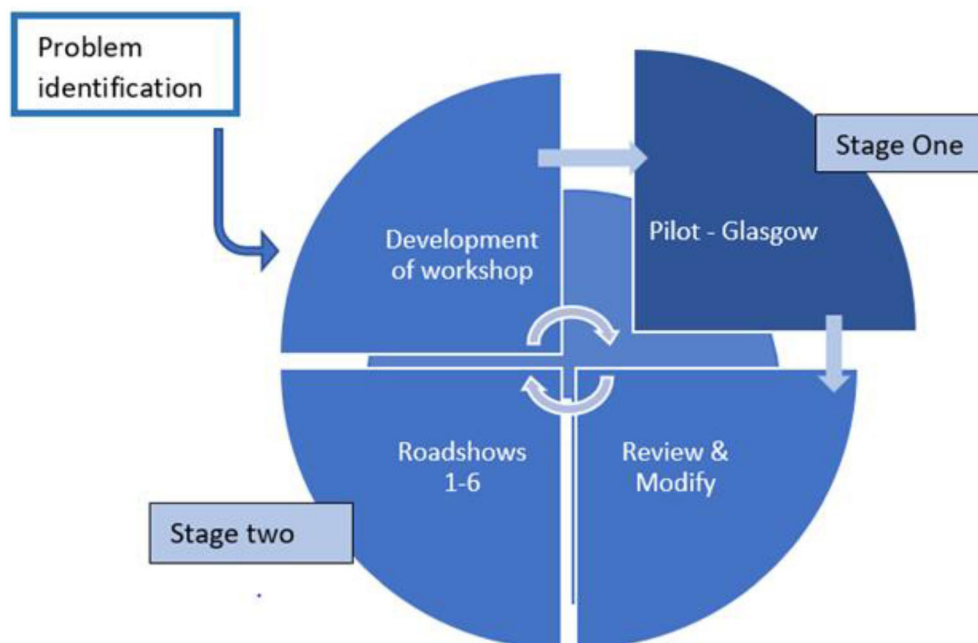 Problem
identification
Stage One
Development
of workshop
Pilot - Glasgow
Roadshows
1-6
Review &
Modify
Stage two